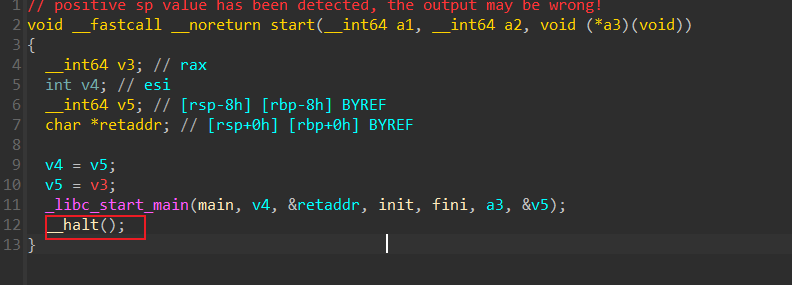 1 // positive sp value has been detected, the output may be wrong!
2 void __fastcall __noreturn start(__int64 a1, __int64 a2, void (*a3)(void))
3 {
4 __int64 v3; // rax
5 int v4; // esi
6 __int64 v5; // [rsp-8h] [rbp-8h] BYREF
7 char *retaddr; // [rsp+0h] [rbp+0h] BYREF
8
9 v4 = v5;
10 v5 = v3;
11 _libc_start_main(main, v4, &retaddr, init, fini, a3, &v5);
12 __halt();
13 }